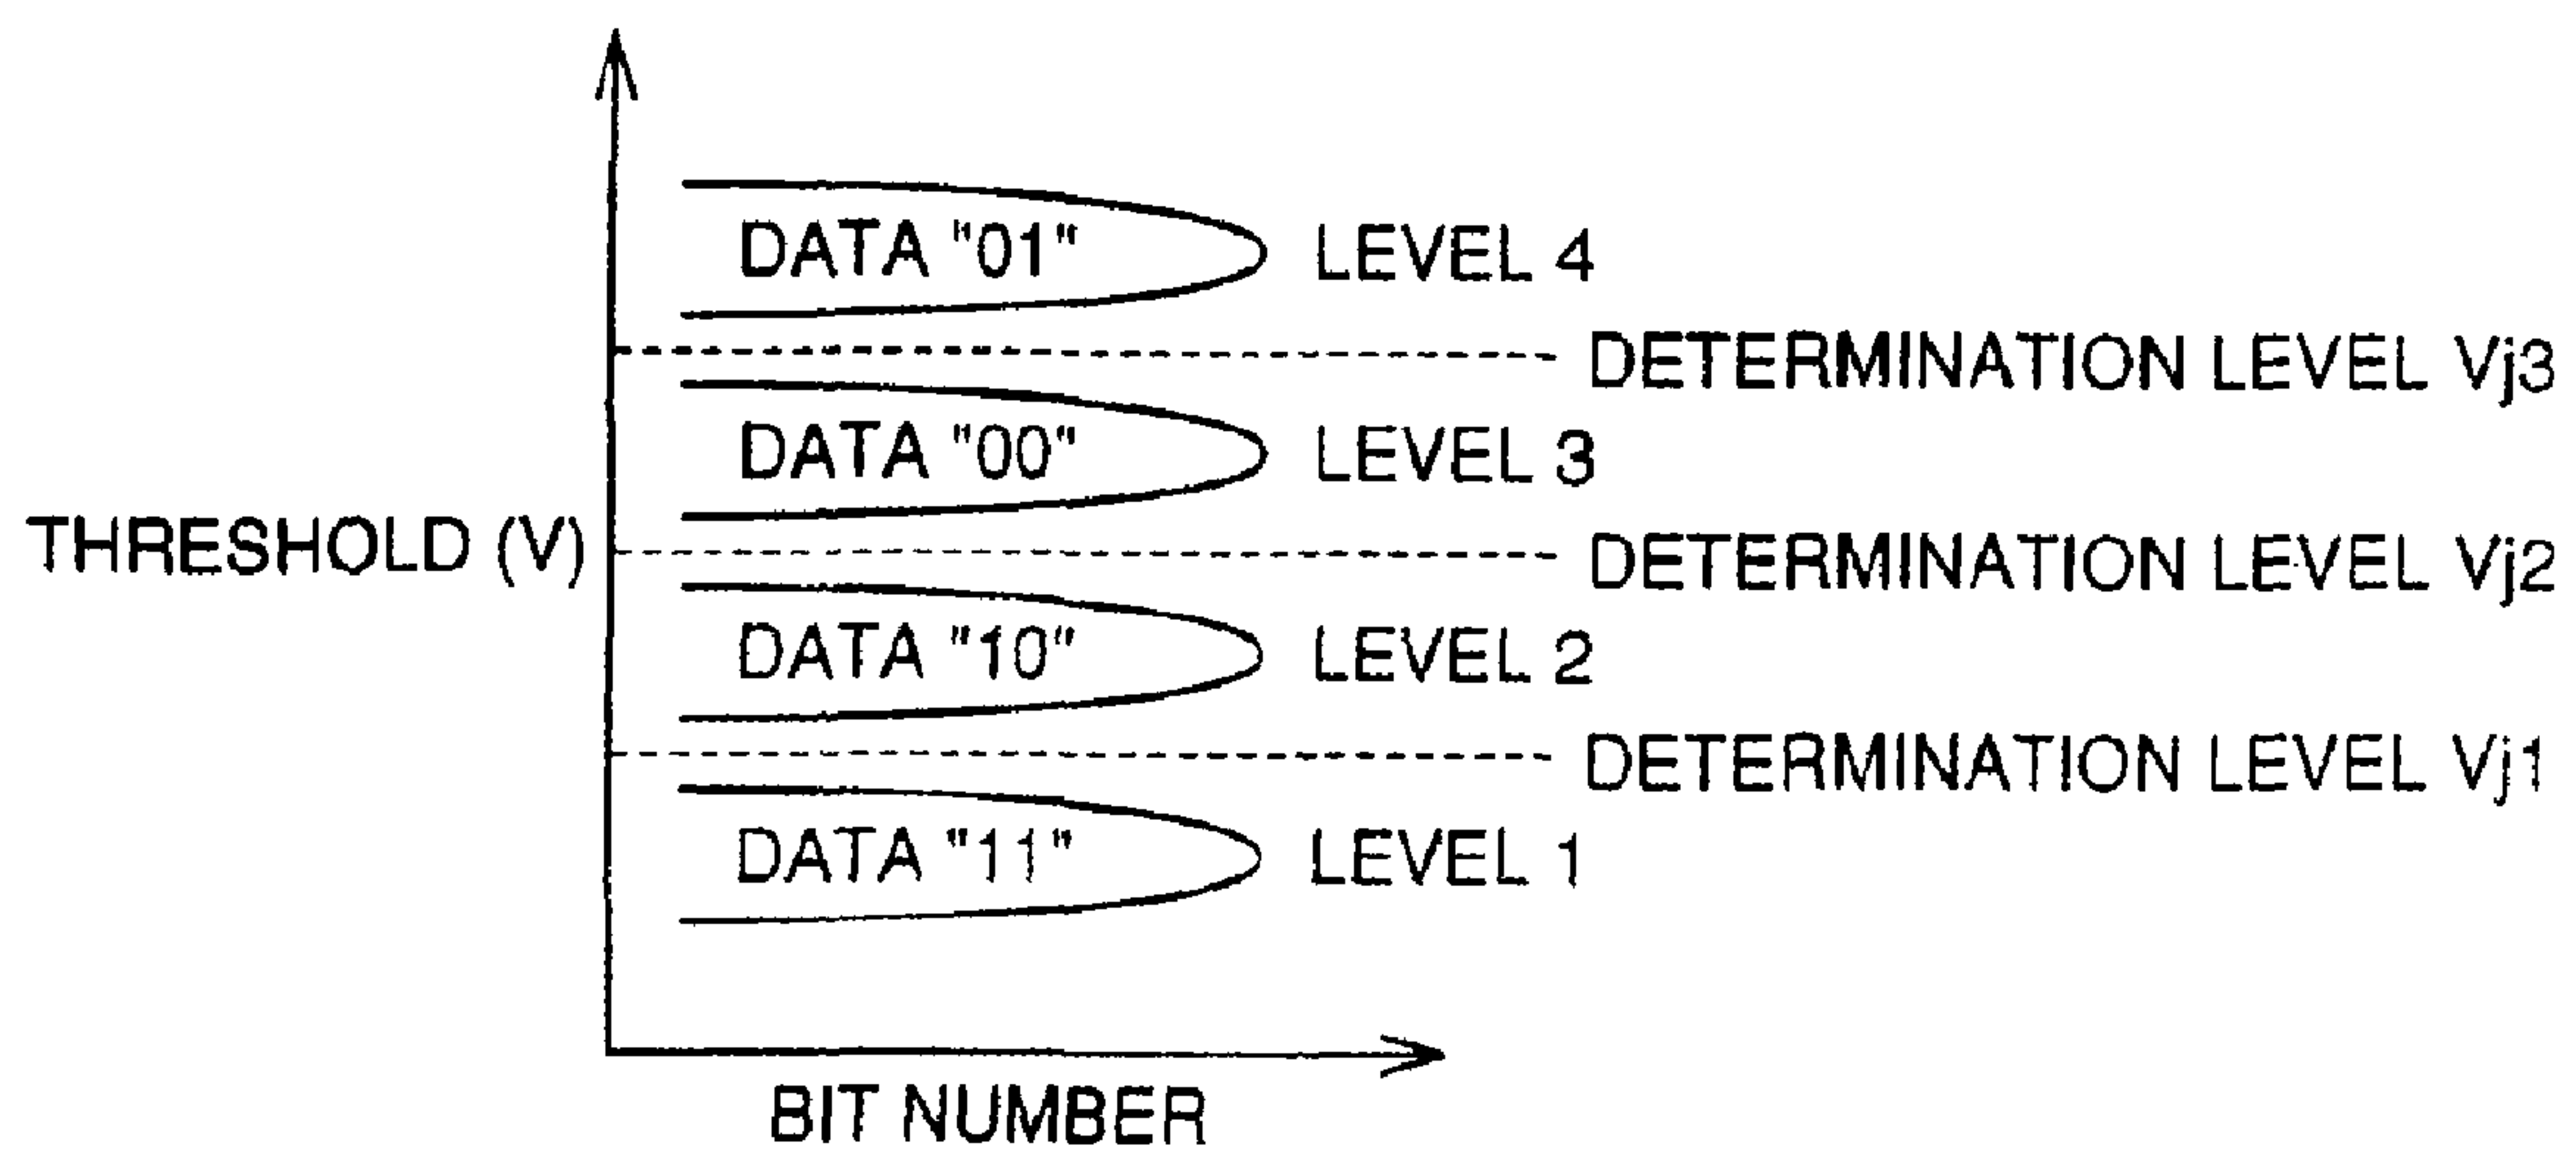 DATA "01" LEVEL 4
DETERMINATION LEVEL Vj3
DATA "00" LEVEL 3
THRESHOLD (V)
DETERMINATION LEVEL Vj2
DATA "10" LEVEL 2
DETERMINATION LEVEL Vj1
DATA "11" LEVEL 1
BIT NUMBER